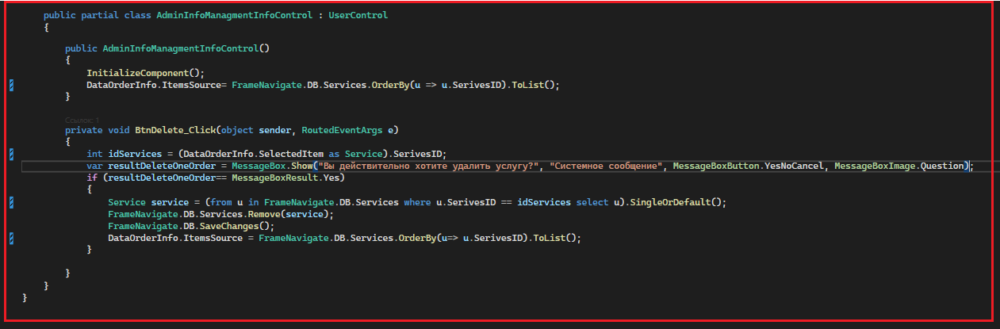 public partial class AdminInfoManagmentInfoControl : UserControl
{
public AdminInfoManagmentInfoControl()
{
InitializeComponent();
DataOrderInfo.ItemsSource= FrameNavigate.DB.Services.OrderBy(u => u.SerivesID).ToList();
}
Ссылок: 1
private void BtnDelete_Click(object sender, RoutedEventArgs e)
{
int idServices = (DataOrderInfo.SelectedItem as Service).SerivesID;
var resultDeleteOneOrder = MessageBox.Show("Вы действительно хотите удалить услугу?", "Системное сообщение", MessageBoxButton.YesNoCancel, MessageBoxImage.Question);
if (resultDeleteOneOrder== MessageBoxResult.Yes)
{
Service service = (from u in FrameNavigate.DB.Services where u.SerivesID == idServices select u).SingleOrDefault();
FrameNavigate.DB.Services.Remove(service);
FrameNavigate.DB.SaveChanges();
DataOrderInfo.ItemsSource = FrameNavigate.DB.Services.OrderBy(u=> u.SerivesID).ToList();
}
}
}
}